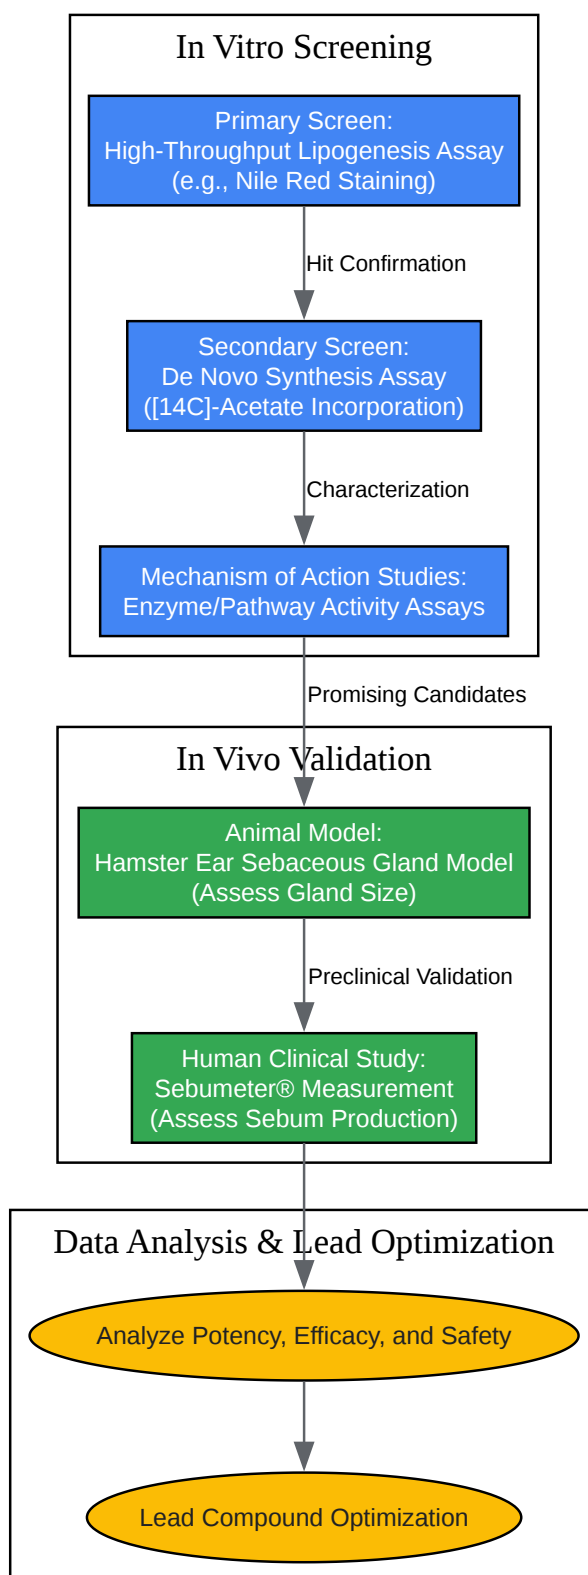 In Vitro Screening
Primary Screen:
High-Throughput Lipogenesis Assay
(e.g., Nile Red Staining)
Hit Confirmation
Secondary Screen:
De Novo Synthesis Assay
([14C]-Acetate Incorporation)
Characterization
Mechanism of Action Studies:
Enzyme/Pathway Activity Assays
Promising Candidates
In Vivo Validation
Animal Model:
Hamster Ear Sebaceous Gland Model
(Assess Gland Size)
Preclinical Validation
Human Clinical Study:
Sebumeter® Measurement
(Assess Sebum Production)
Data Analysis & Lead Optimization
Analyze Potency, Efficacy, and Safety
Lead Compound Optimization